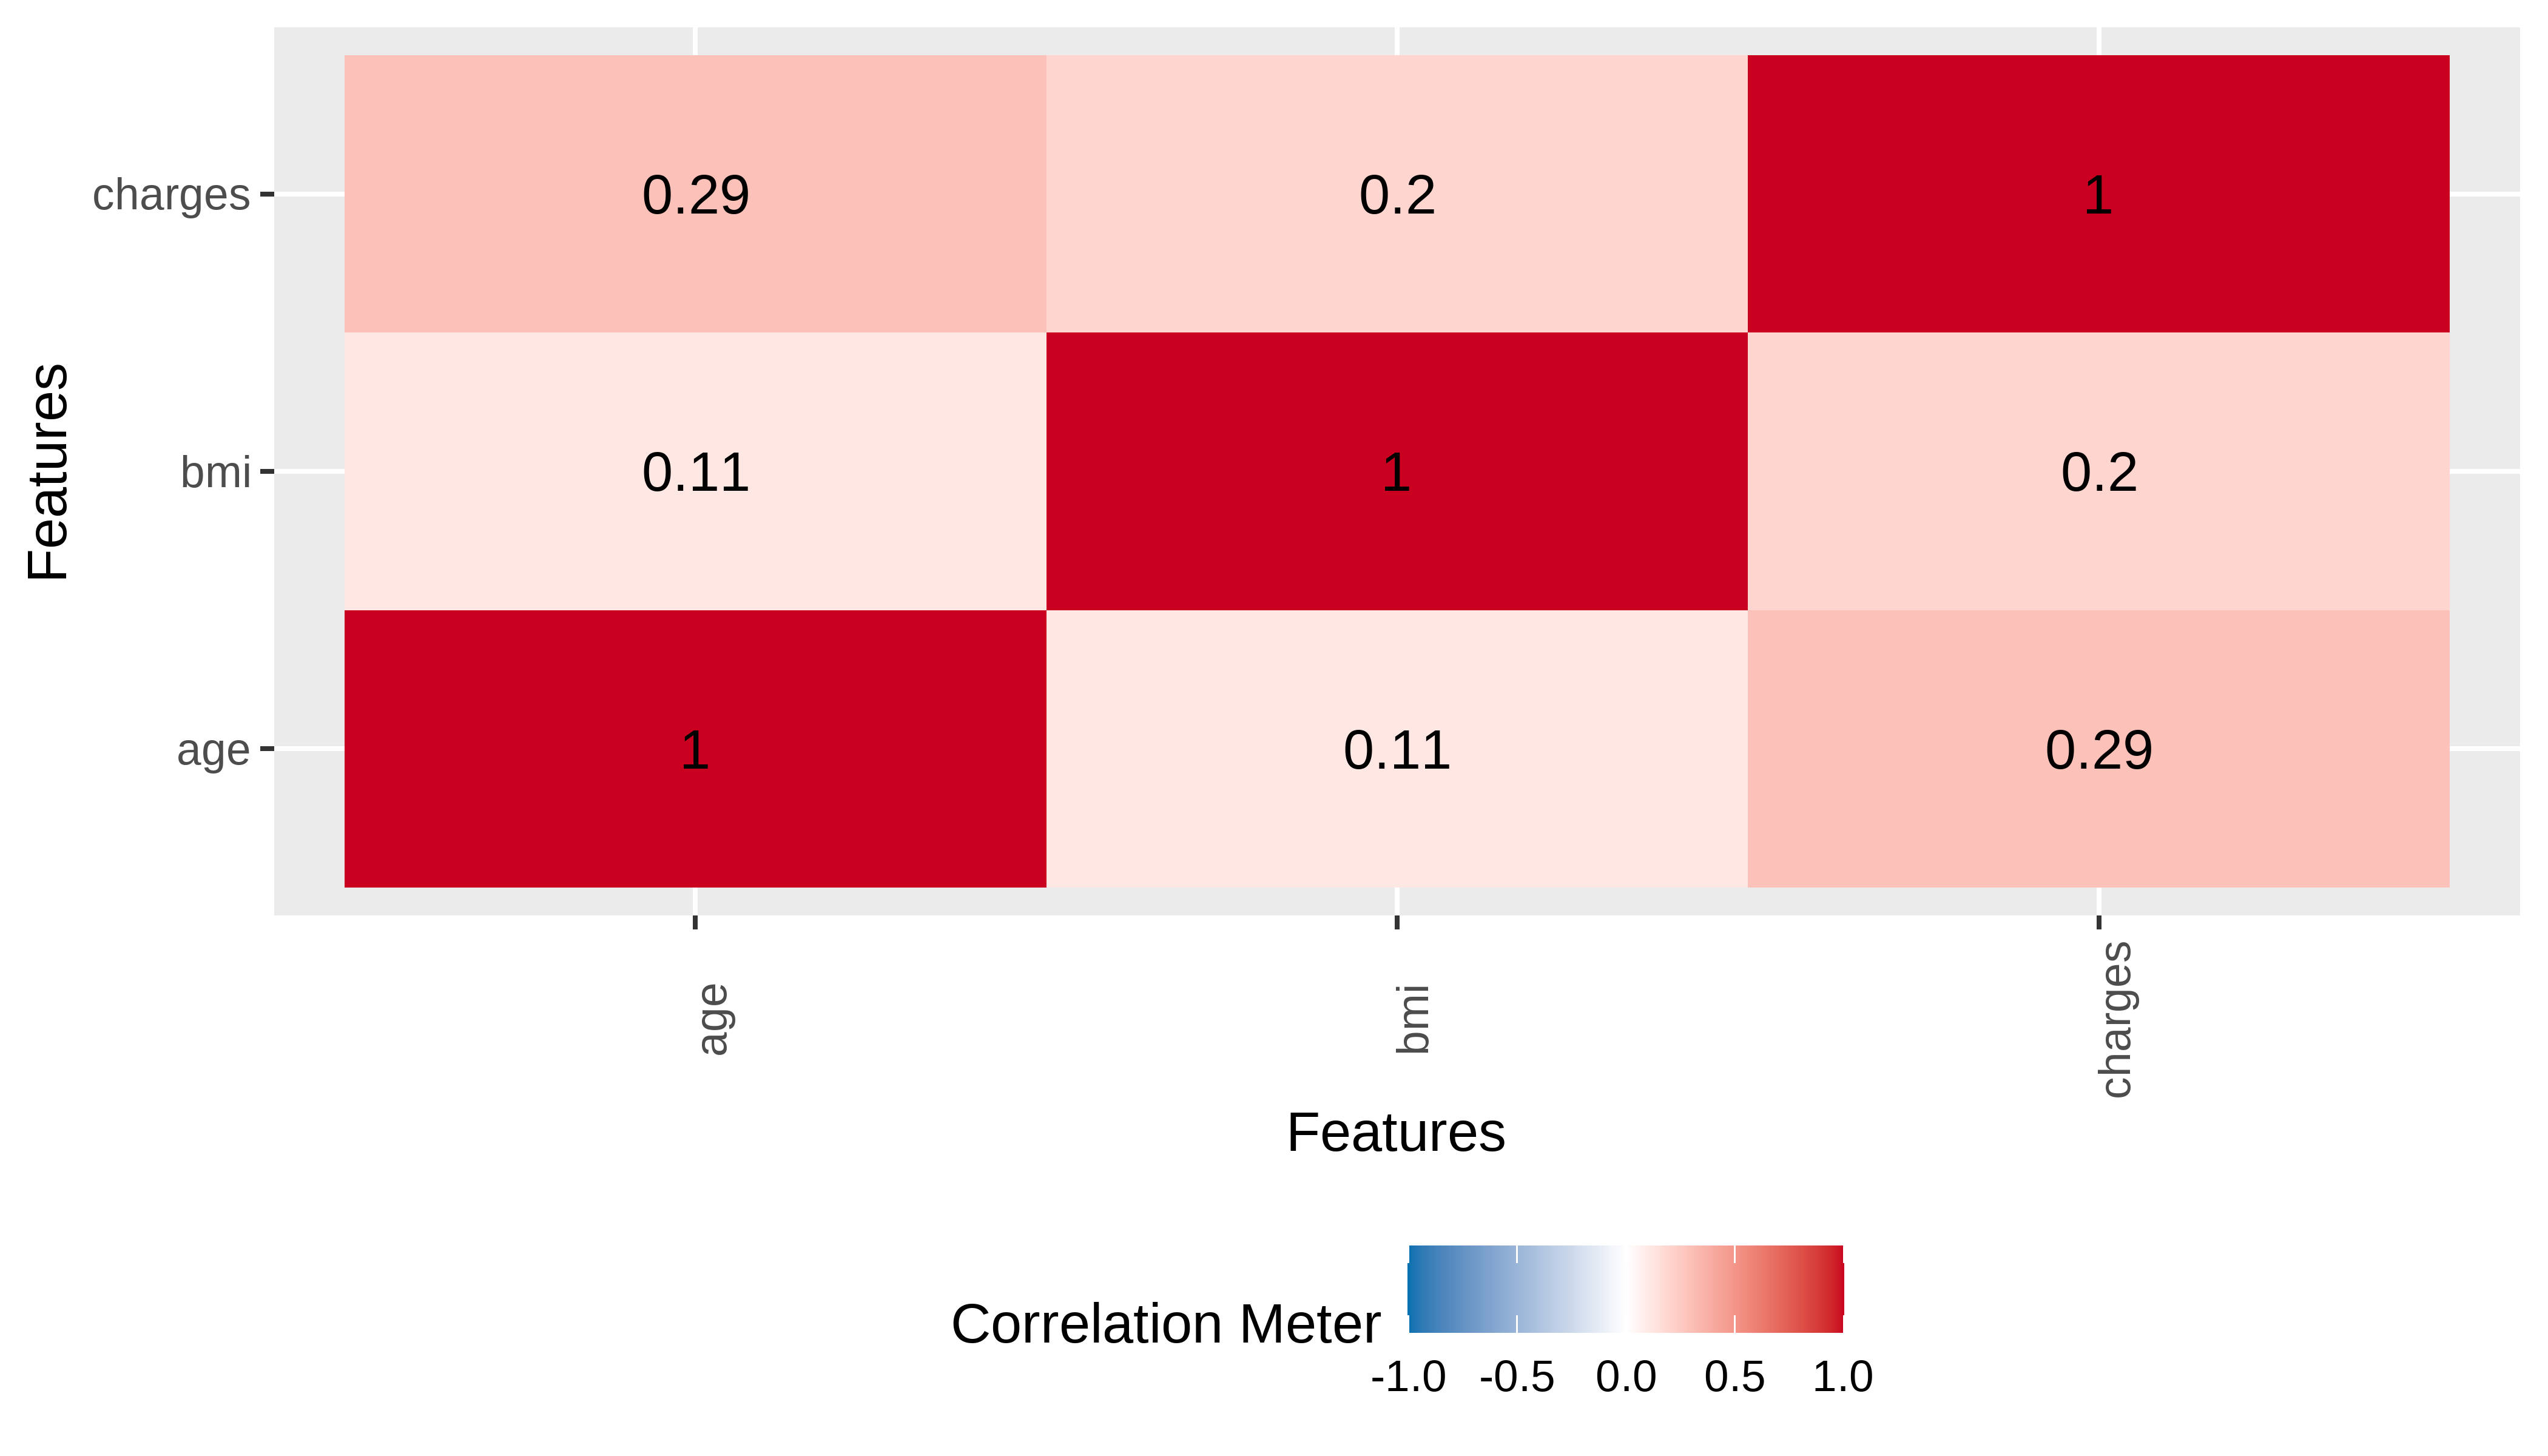 Features
charges
0.29
0.2
1
bmi
0.11
1
0.2
age
1
0.11
0.29
age
bmi
charges
Features
Correlation Meter
-1.0
-0.5
0.0
0.5
1.0